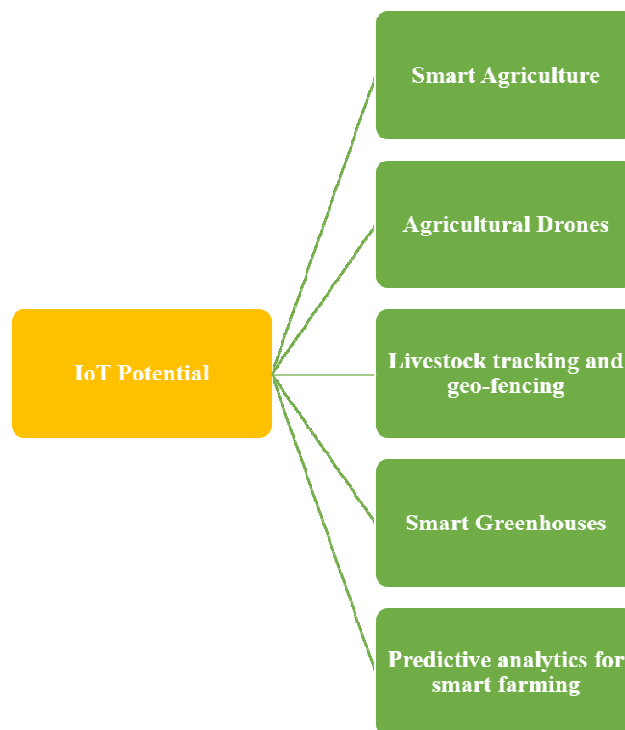 Smart Agriculture
Agricultural Drones
IoT Potential
Livestock tracking and
geo-fencing
Smart Greenhouses
Predictive analytics for
smart farming